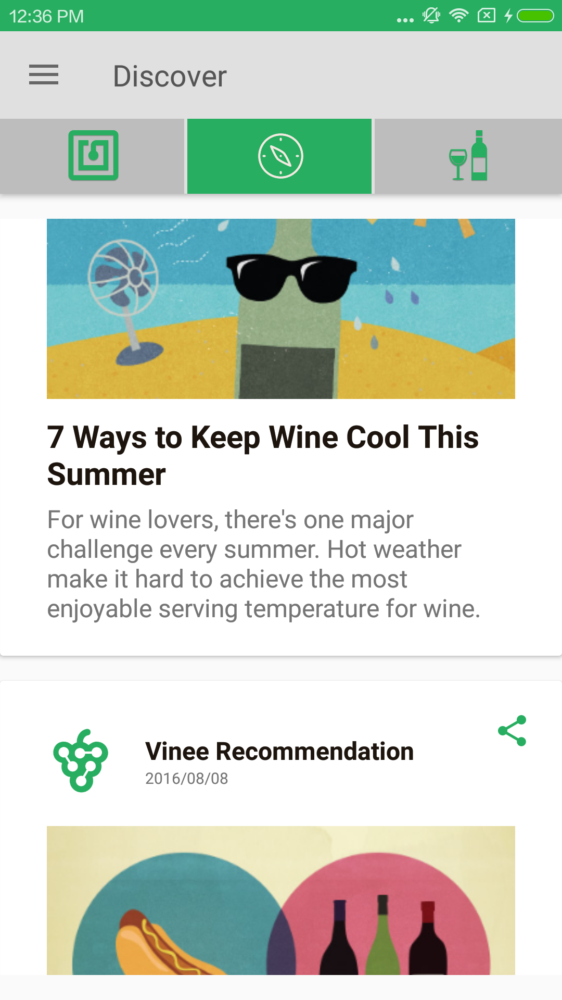 12:36 PM
Discover
7 Ways to Keep Wine Cool This
Summer
For wine lovers, there's one major
challenge every summer. Hot weather
make it hard to achieve the most
enjoyable serving temperature for wine.
Vinee Recommendation
2016/08/08